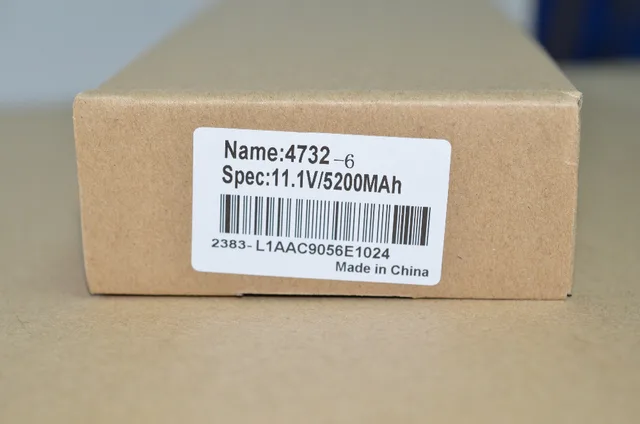 Name:4732-6
Spec:11.1V/5200MAh
2383-L1AAC9056E1024
Made in China